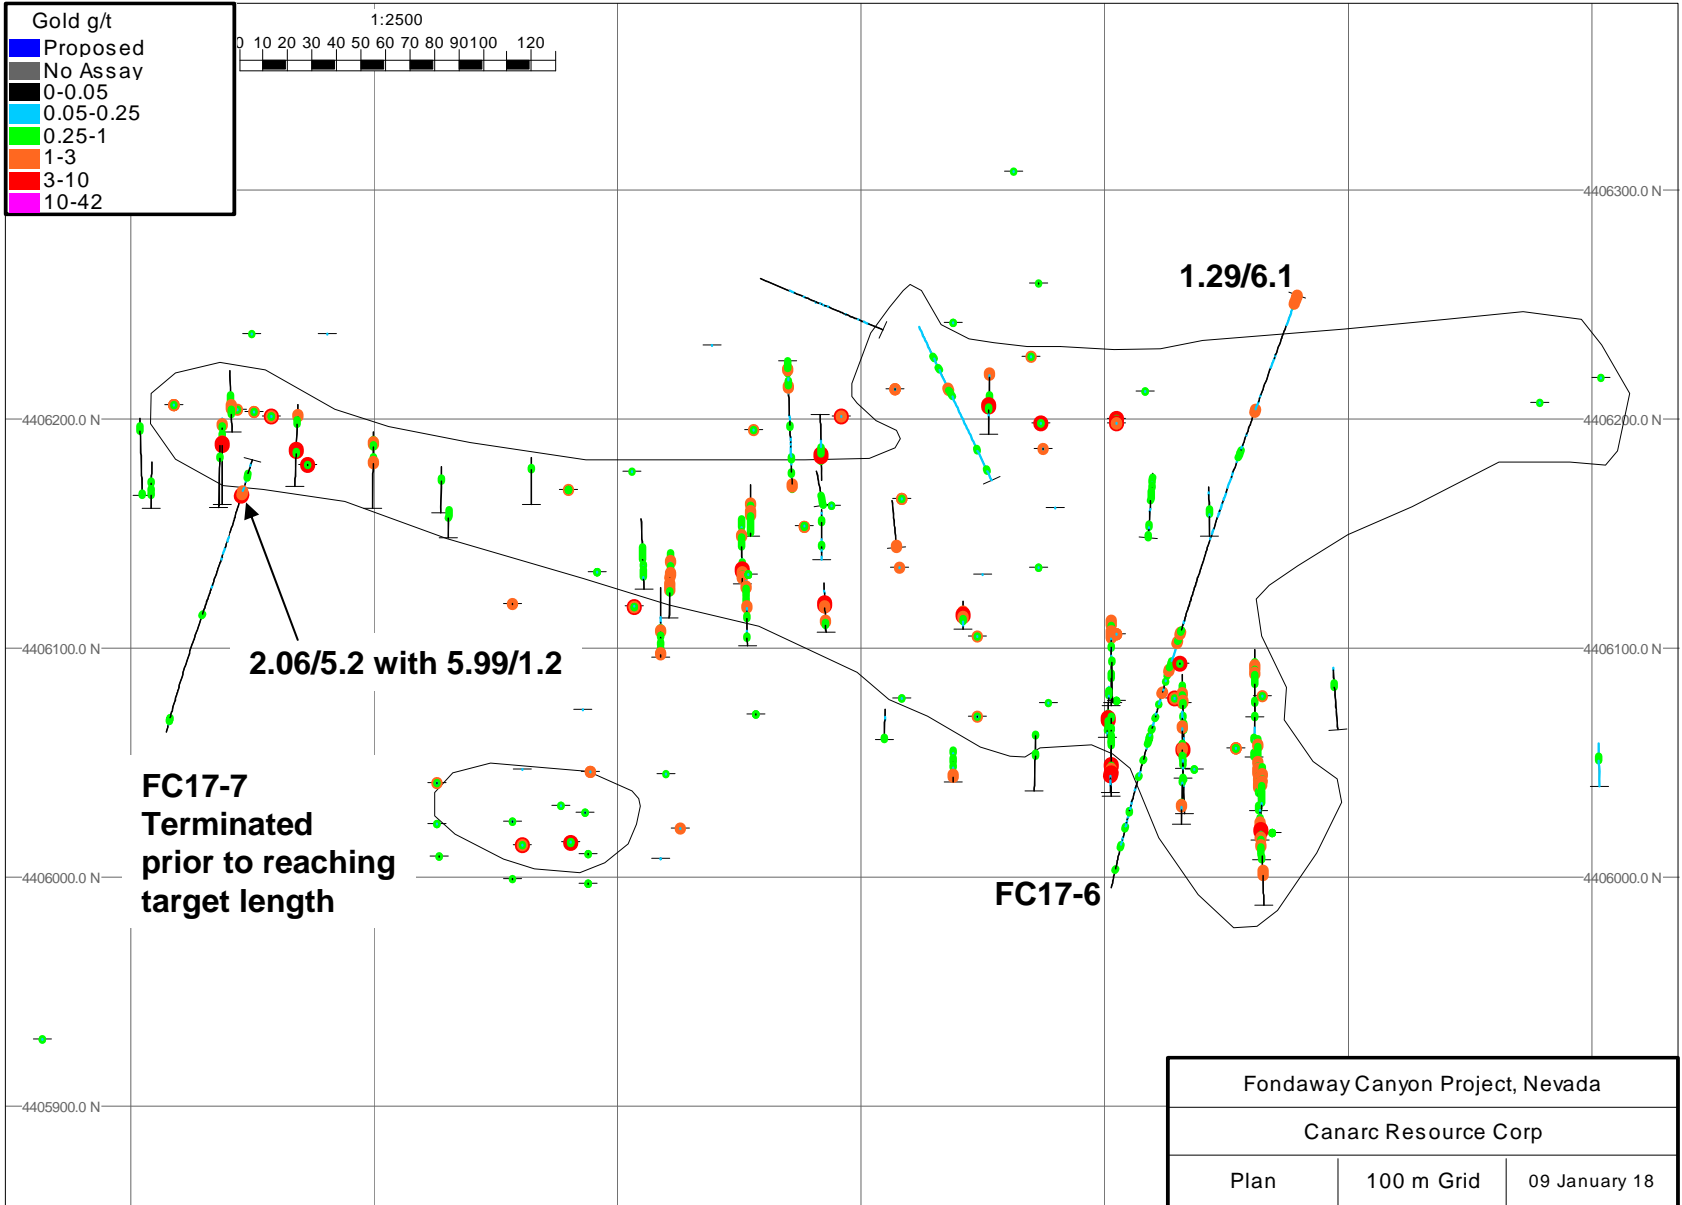 Gold g/t
Proposed
No Assay
0-0.05
0.05-0.25
0.25-1
1-3
3-10
10-42
1:2500
0 10 20 30 40 50 60 70 80 90 100 120
4406300.0 N
4406300.0 N
1.29/6.1
4406200.0 N
4406200.0 N
4406100.0 N
4406100.0 N
2.06/5.2 with 5.99/1.2
FC17-7
Terminated
prior to reaching
target length
4406000.0 N
4406000.0 N
FC17-6
4405900.0 N
Fondaway Canyon Project, Nevada
Canarc Resource Corp
Plan
100 m Grid
09 January 18